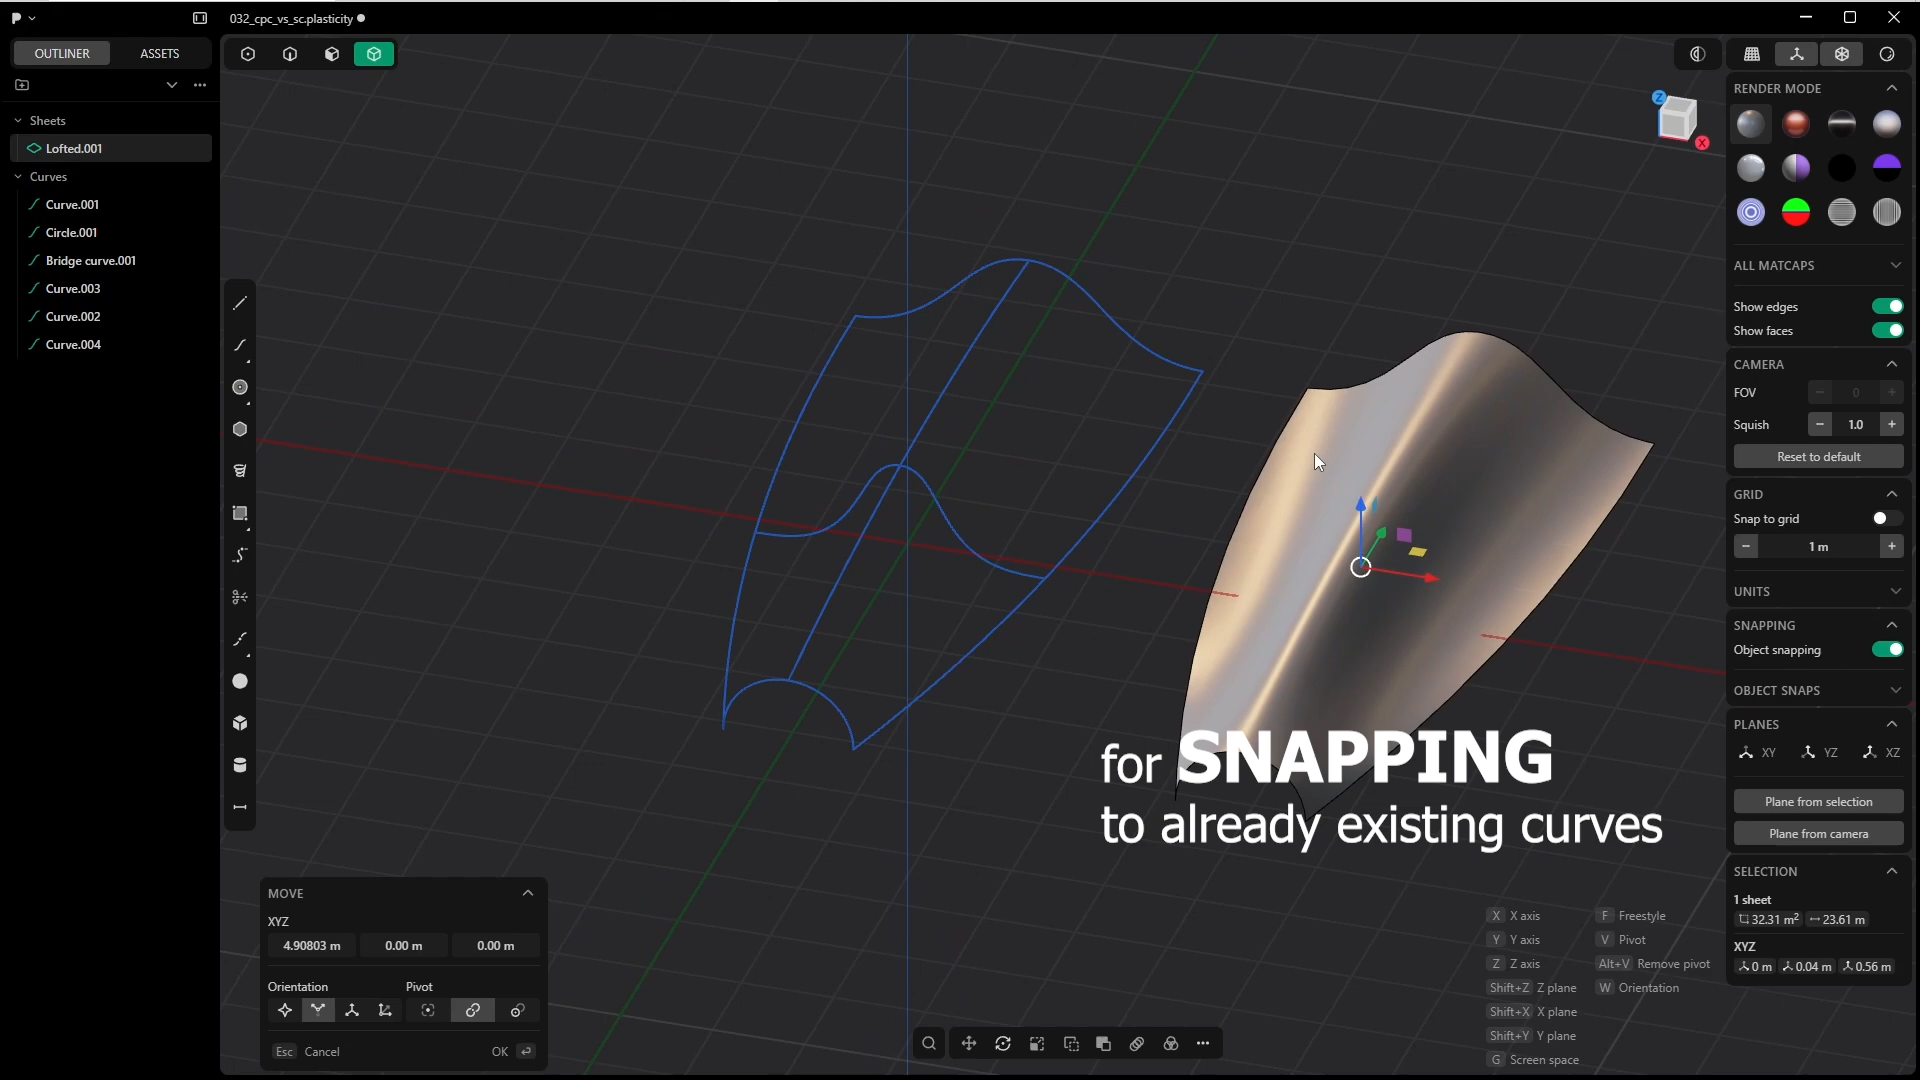 032_cpc_vs_sc.plasticity
OUTLINER
ASSETS
Sheets
Lofted.001
Curves
Curve.001
Circle.001
Bridge curve.001
Curve.003
Curve.002
Curve.004
Z
X
RENDER MODE
ALL MATCAPS
Show edges
Show faces
CAMERA
FOV
0
Squish
1.0
Reset to default
GRID
Snap to grid
1 m
UNITS
SNAPPING
Object snapping
OBJECT SNAPS
PLANES
XY
YZ
XZ
Plane from selection
Plane from camera
SELECTION
1 sheet
32.31 m²
23.61 m
XYZ
0 m
0.04 m
0.56 m
for SNAPPING
to already existing curves
MOVE
XYZ
4.90803 m
0.00 m
0.00 m
Orientation
Pivot
Esc Cancel
OK
X X axis
Y Y axis
Z Z axis
Shift+Z Z plane
Shift+X X plane
Shift+Y Y plane
G Screen space
F Freestyle
V Pivot
Alt+V Remove pivot
W Orientation